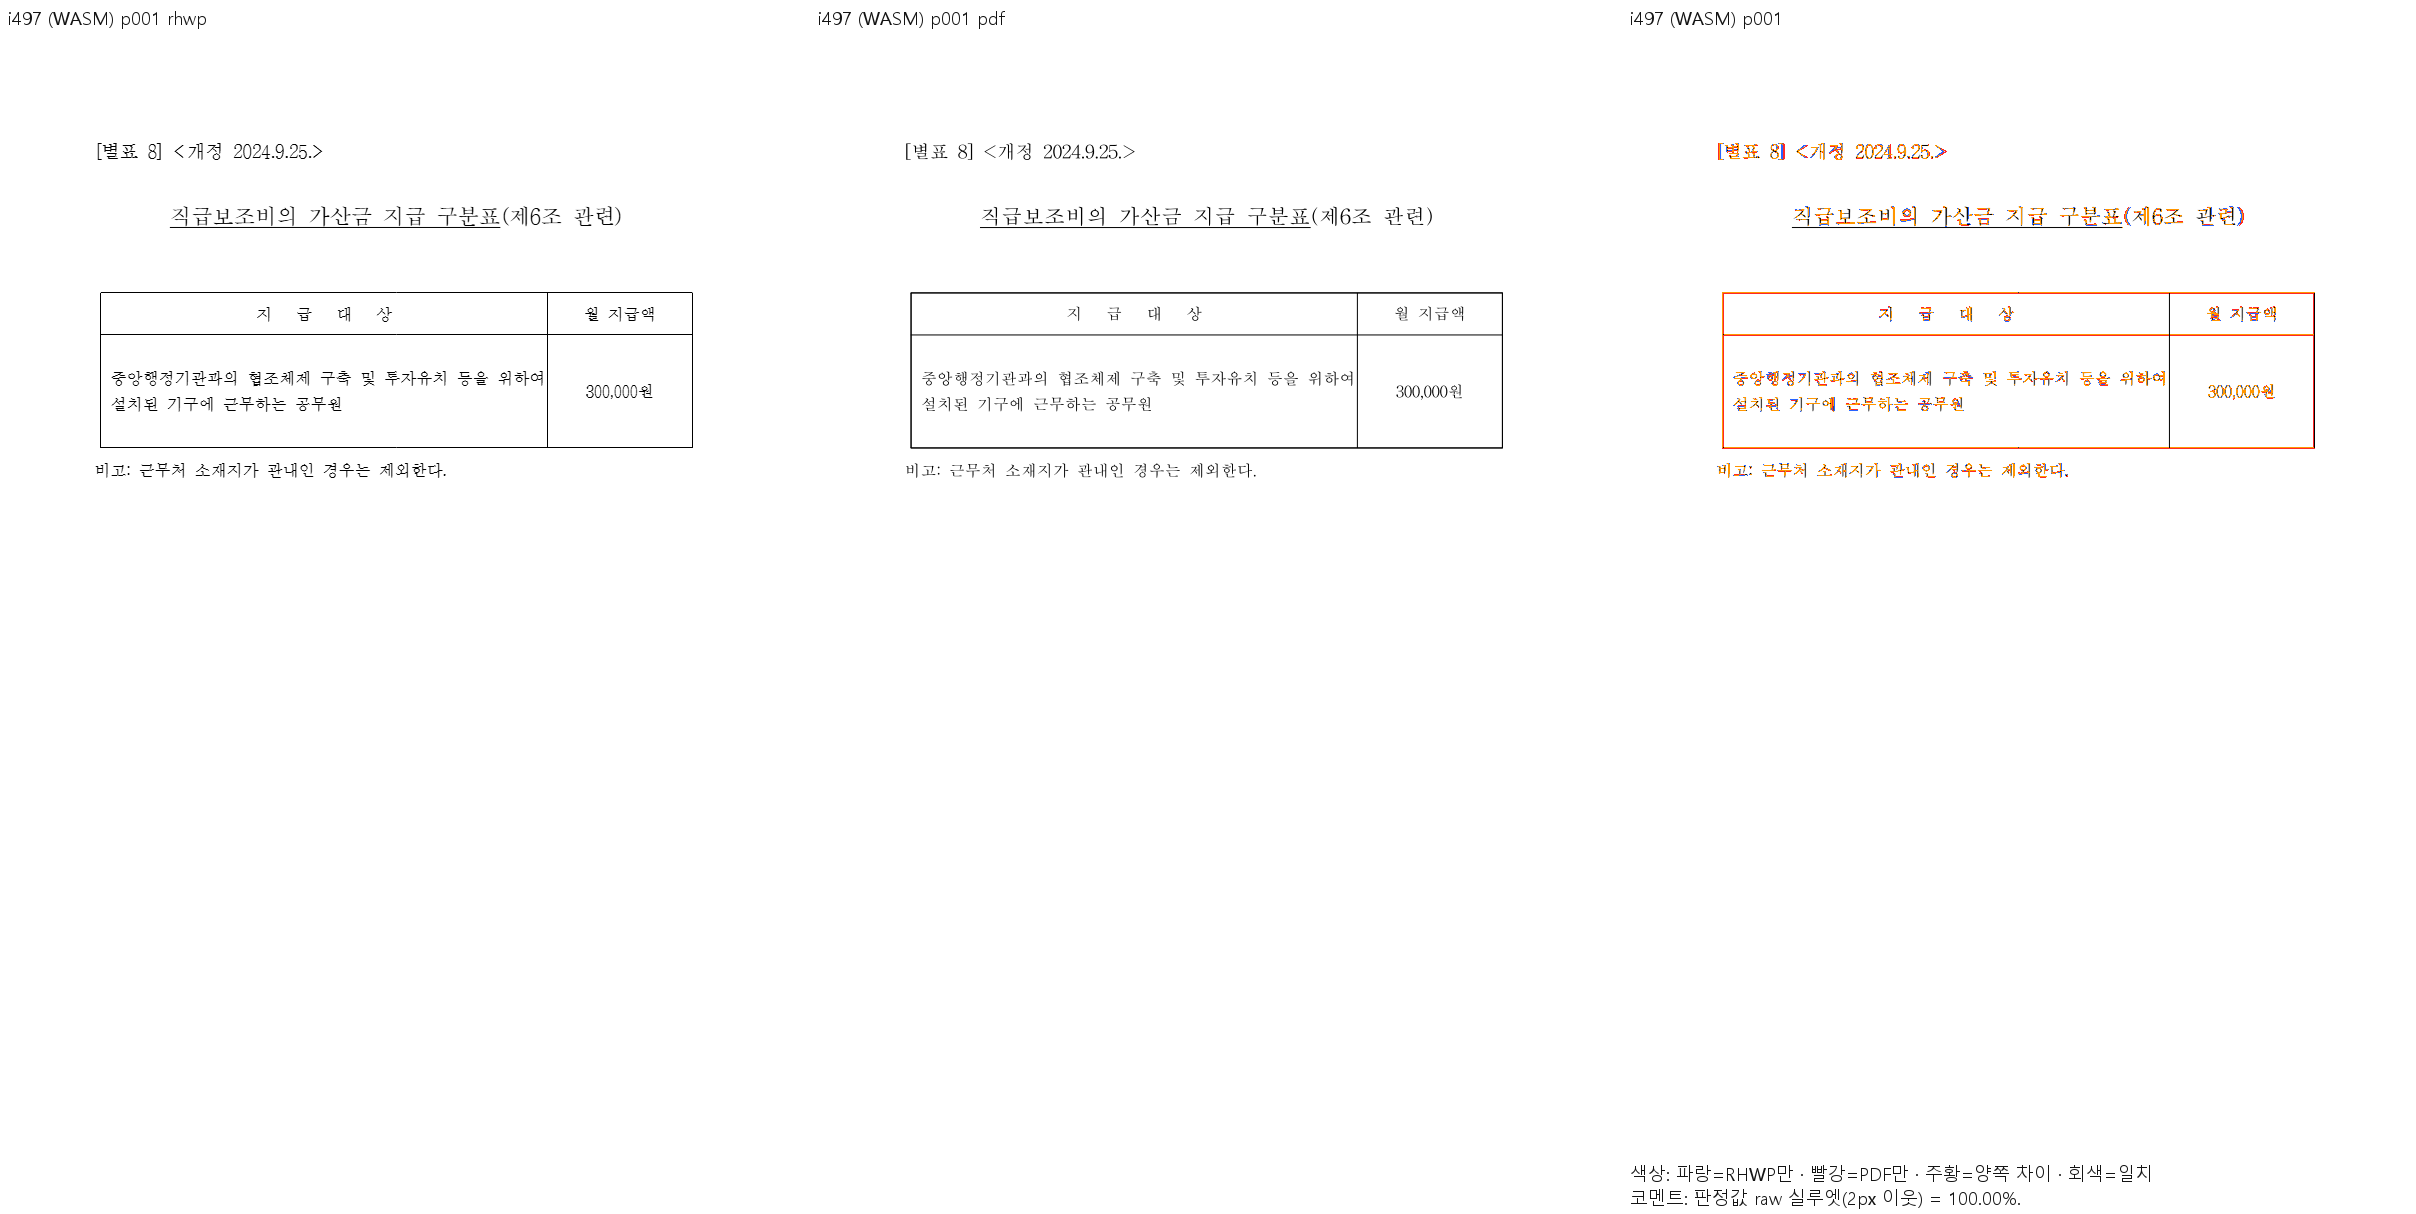 i497 (WASM) p001 rhwp
[별표 8] <개정 2024.9.25.>
직급보조비의 가산금 지급 구분표(제6조 관련)
지 급 대 상
월 지급액
중앙행정기관과의 협조체제 구축 및 투자유치 등을 위하여
설치된 기구에 근무하는 공무원
300,000원
비고: 근무처 소재지가 관내인 경우는 제외한다.
i497 (WASM) p001 pdf
[별표 8] <개정 2024.9.25.>
직급보조비의 가산금 지급 구분표(제6조 관련)
지 급 대 상
월 지급액
중앙행정기관과의 협조체제 구축 및 투자유치 등을 위하여
설치된 기구에 근무하는 공무원
300,000원
비고: 근무처 소재지가 관내인 경우는 제외한다.
i497 (WASM) p001
[별표 8] <개정 2024.9.25.>
직급보조비의 가산금 지급 구분표(제6조 관련)
지 급 대 상
월 지급액
중앙행정기관과의 협조체제 구축 및 투자유치 등을 위하여
설치된 기구에 근무하는 공무원
300,000원
비고: 근무처 소재지가 관내인 경우는 제외한다.
색상: 파랑=RHWP만 · 빨강=PDF만 · 주황=양쪽 차이 · 회색=일치
코멘트: 판정값 raw 실루엣(2px 이웃) = 100.00%.